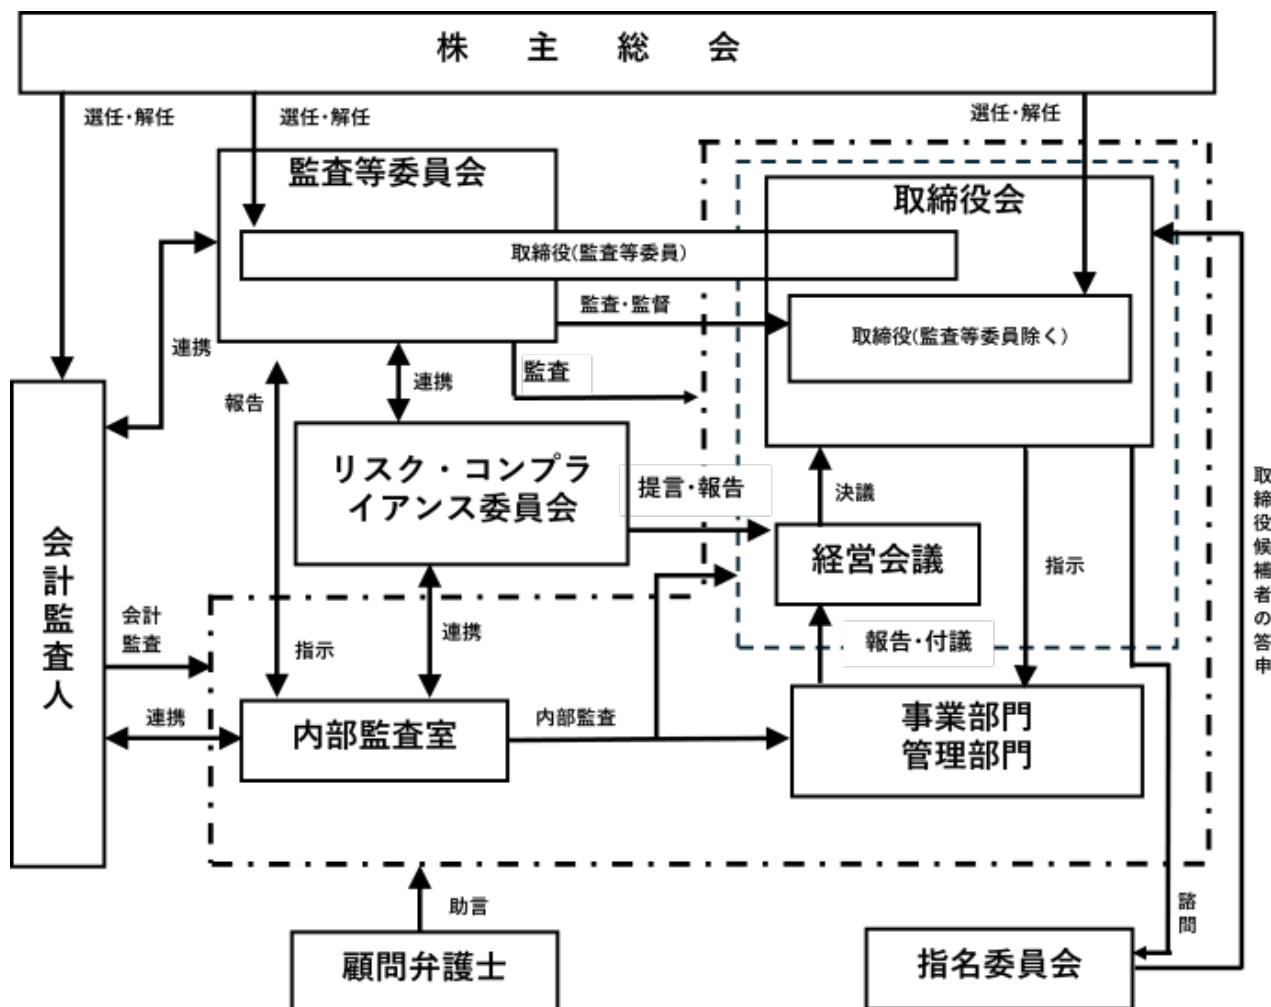 株主総会
選任・解任
選任・解任
選任・解任
監査等委員会
取締役会
取締役(監査等委員)
監査・監督
取締役(監査等委員除く)
連携
監査
連携
報告
リスク・コンプラ
イアンス委員会
提言・報告
決議
取締役候補者の答申
経営会議
指示
会計監査人
会計
監査
連携
指示
報告・付議
連携
内部監査室
内部監査
事業部門
管理部門
助言
諮問
顧問弁護士
指名委員会